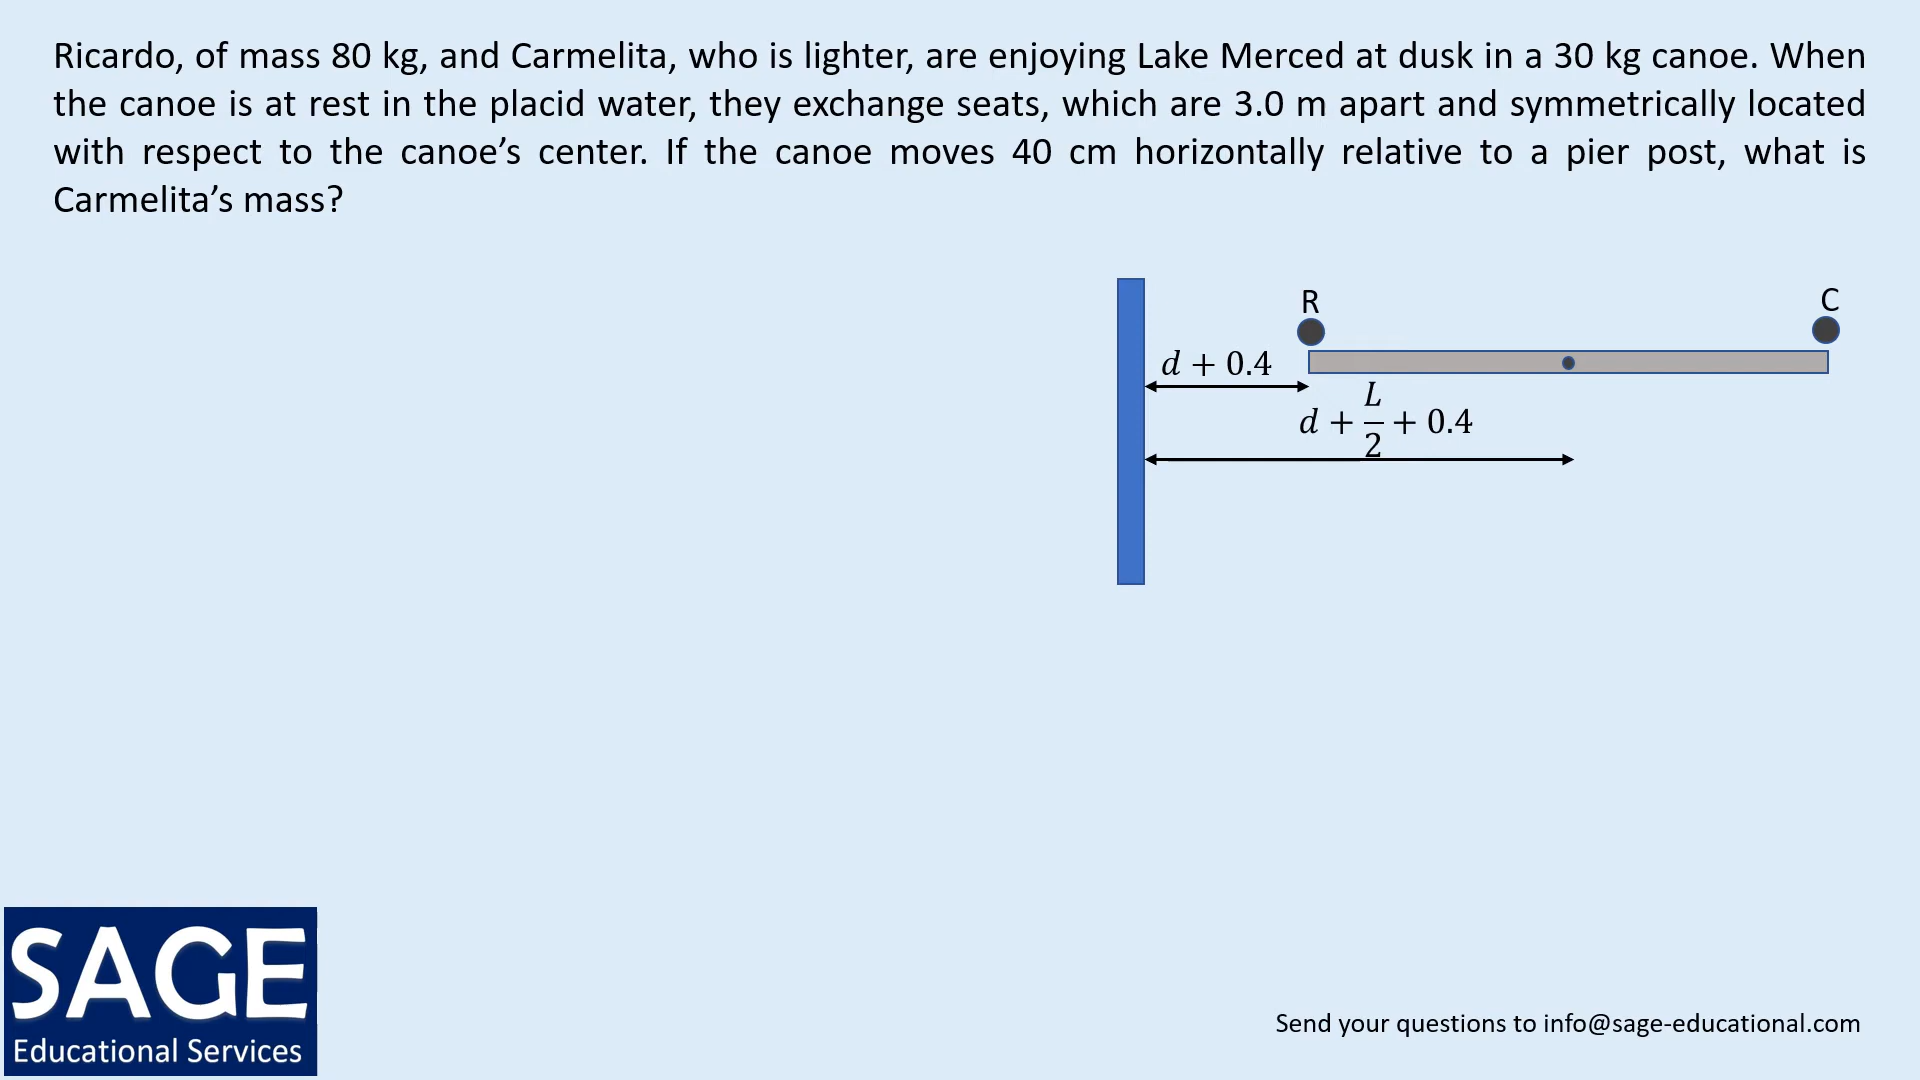 Ricardo, of mass 80 kg, and Carmelita, who is lighter, are enjoying Lake Merced at dusk in a 30 kg canoe. When
the canoe is at rest in the placid water, they exchange seats, which are 3.0 m apart and symmetrically located
with respect to the canoe’s center. If the canoe moves 40 cm horizontally relative to a pier post, what is
Carmelita’s mass?
R
C
d + 0.4
d + L/2 + 0.4
SAGE
Educational Services
Send your questions to info@sage-educational.com